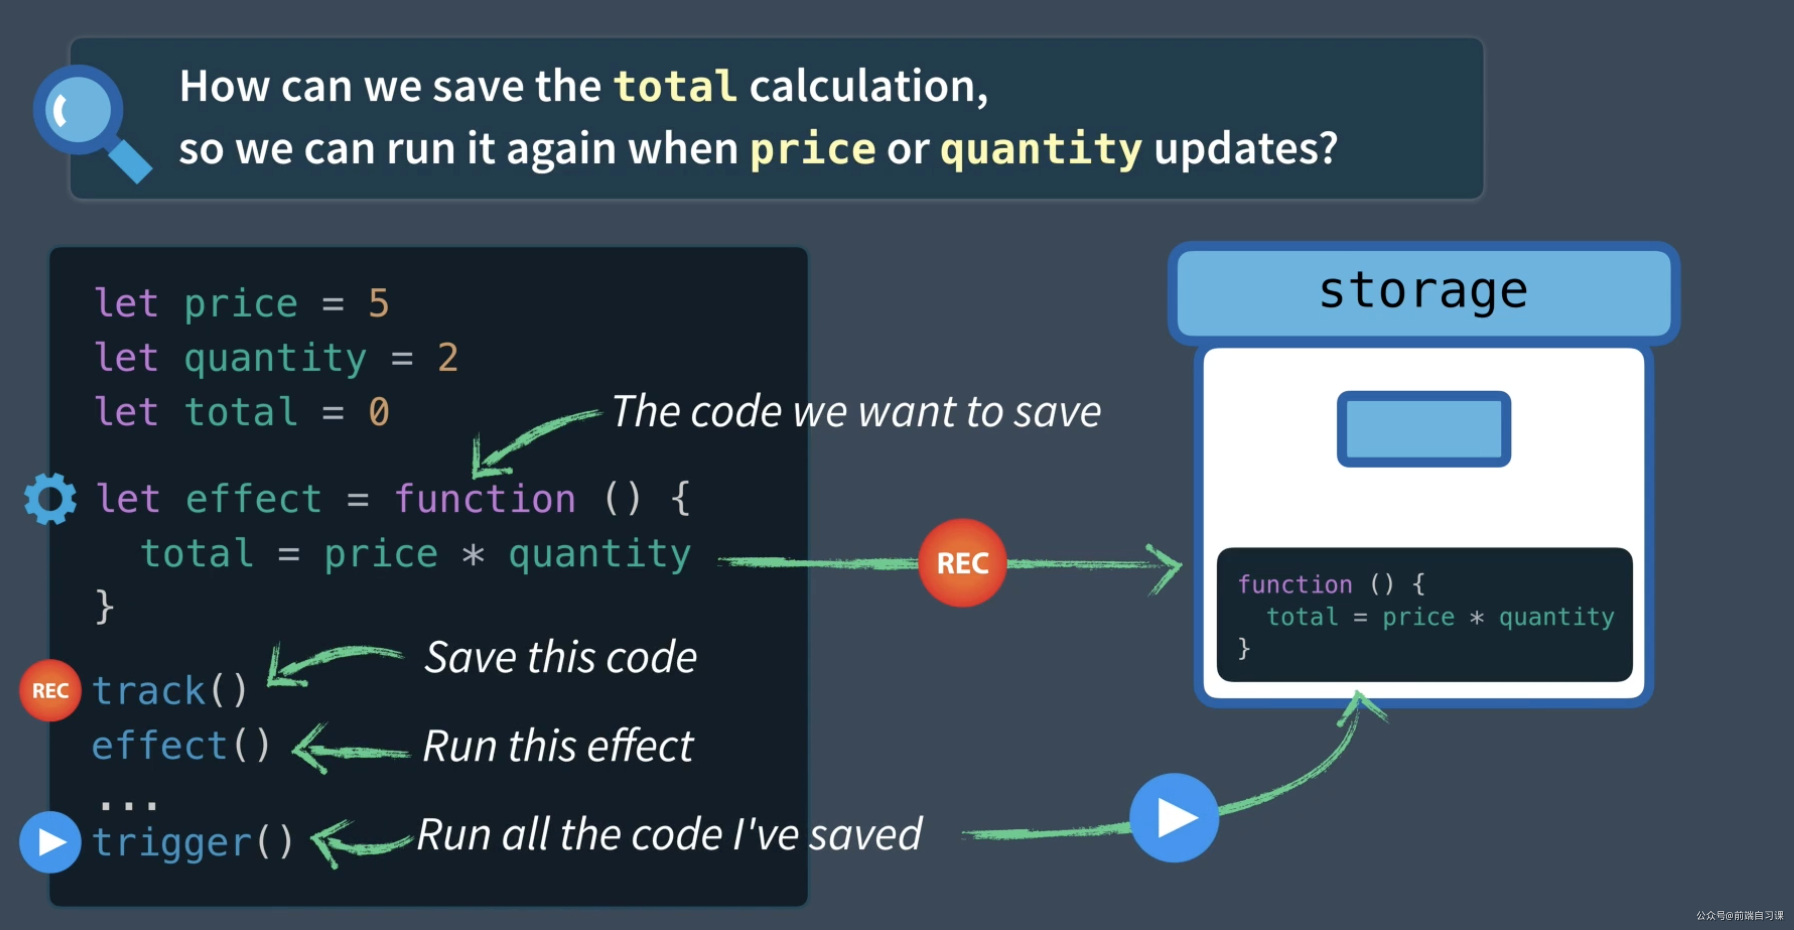 How can we save the total calculation,
so we can run it again when price or quantity updates?
let price = 5
let quantity = 2
let total = 0
The code we want to save
let effect = function () {
total = price * quantity
}
REC
Save this code
REC
track()
effect()
Run this effect
...
trigger()
Run all the code I've saved
storage
function () {
total = price * quantity
}
公众号@前端自习课